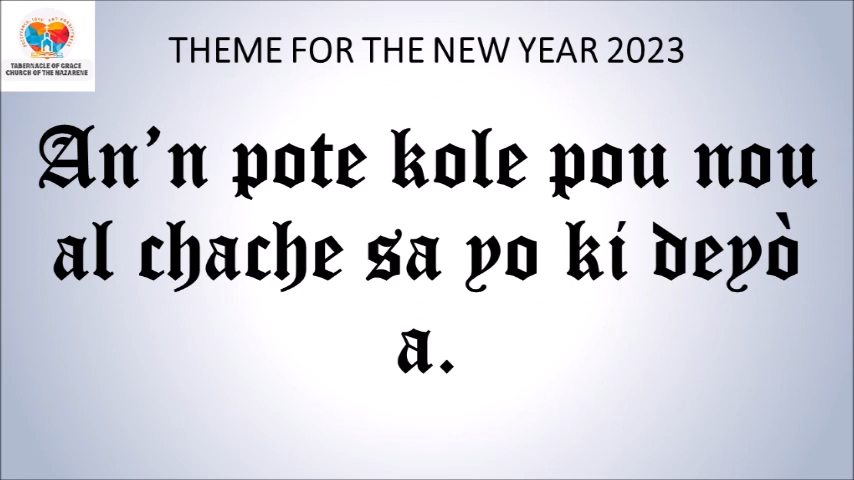 TABERNACLE OF GRACE
CHURCH OF THE NAZARENE
THEME FOR THE NEW YEAR 2023
An'n pote kole pou nou
al chache sa yo ki deyò
a.